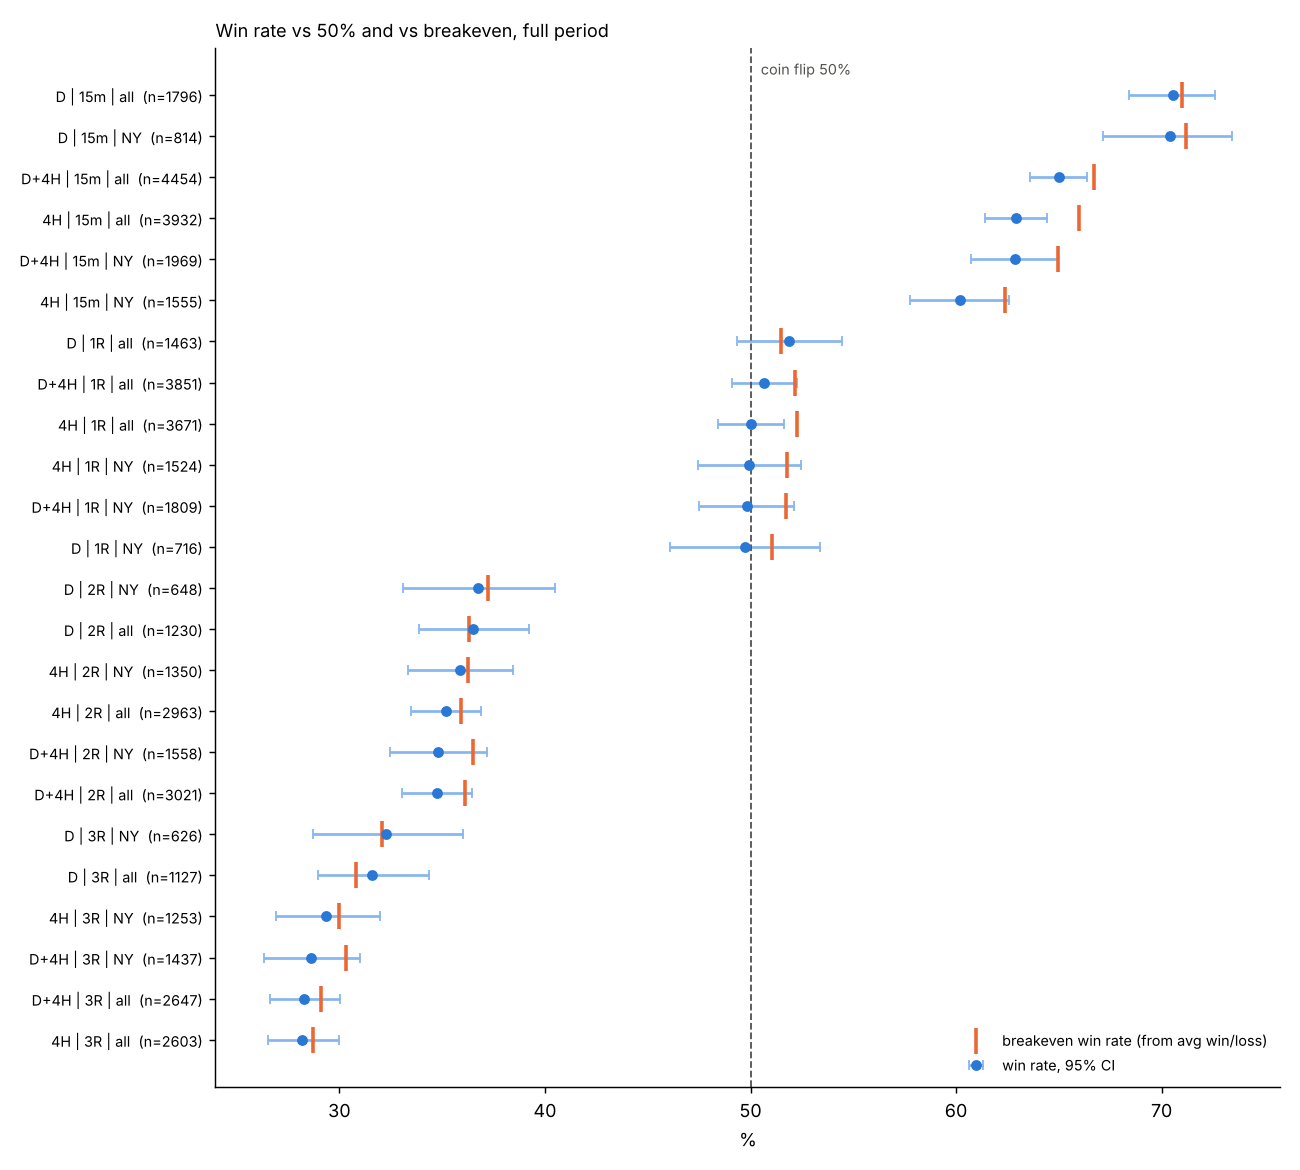 Win rate vs 50% and vs breakeven, full period
coin flip 50%
D | 15m | all (n=1796)
D | 15m | NY (n=814)
D+4H | 15m | all (n=4454)
4H | 15m | all (n=3932)
D+4H | 15m | NY (n=1969)
4H | 15m | NY (n=1555)
D | 1R | all (n=1463)
D+4H | 1R | all (n=3851)
4H | 1R | all (n=3671)
4H | 1R | NY (n=1524)
D+4H | 1R | NY (n=1809)
D | 1R | NY (n=716)
D | 2R | NY (n=648)
D | 2R | all (n=1230)
4H | 2R | NY (n=1350)
4H | 2R | all (n=2963)
D+4H | 2R | NY (n=1558)
D+4H | 2R | all (n=3021)
D | 3R | NY (n=626)
D | 3R | all (n=1127)
4H | 3R | NY (n=1253)
D+4H | 3R | NY (n=1437)
D+4H | 3R | all (n=2647)
4H | 3R | all (n=2603)
breakeven win rate (from avg win/loss)
win rate, 95% CI
30 40 50 60 70
%